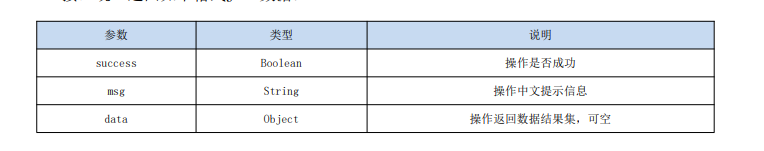 参数 类型 说明
success Boolean 操作是否成功
msg String 操作中文提示信息
data Object 操作返回数据结果集，可空